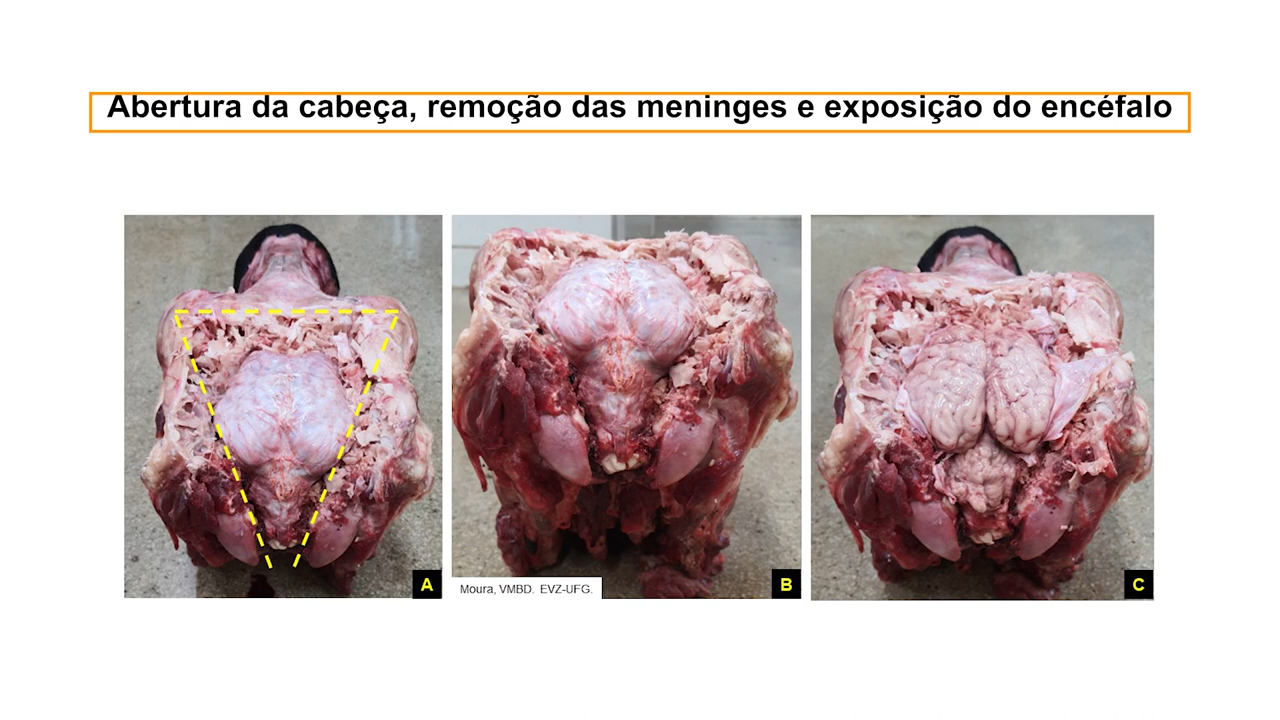 Abertura da cabeça, remoção das meninges e exposição do encéfalo
A
B
C
Moura, VMBD. EVZ-UFG.